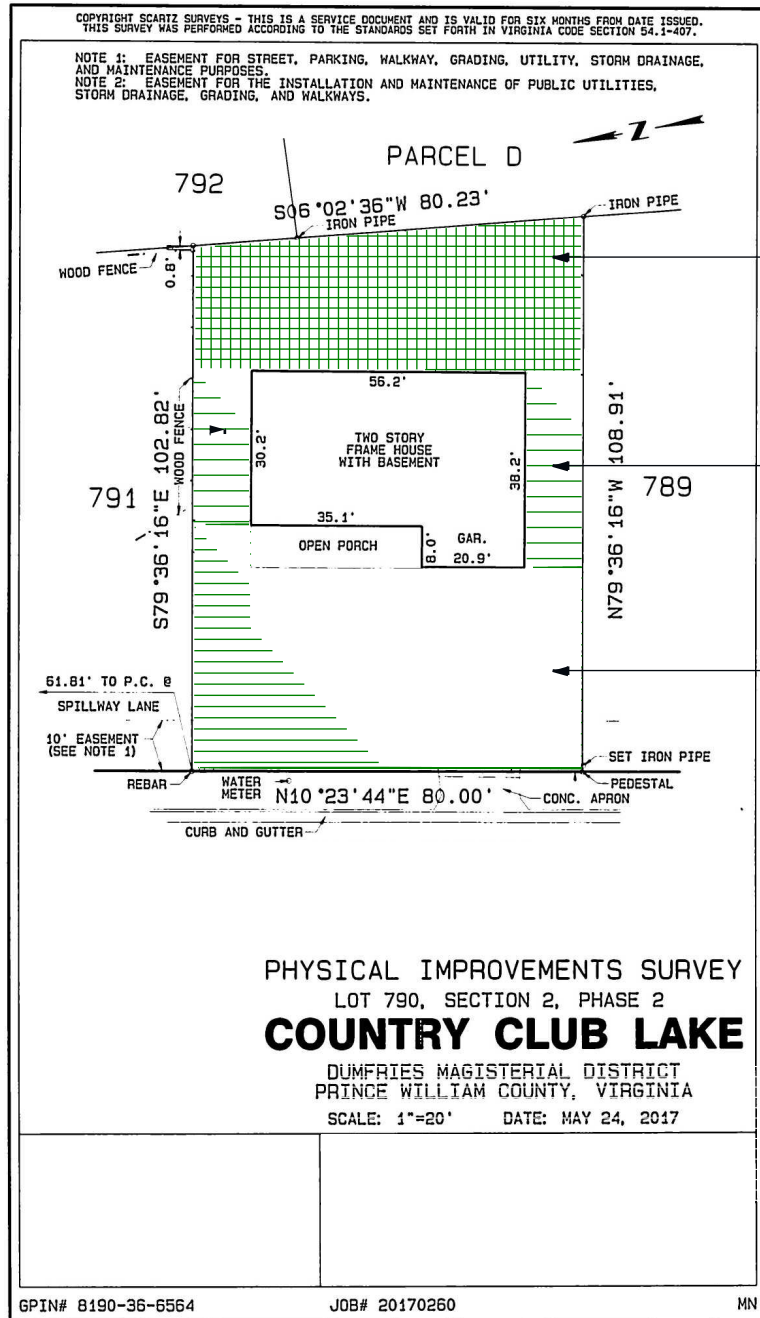 COPYRIGHT SCARTZ SURVEYS - THIS IS A SERVICE DOCUMENT AND IS VALID FOR SIX MONTHS FROM DATE ISSUED.
THIS SURVEY WAS PERFORMED ACCORDING TO THE STANDARDS SET FORTH IN VIRGINIA CODE SECTION 54.1-407.
NOTE 1: EASEMENT FOR STREET, PARKING, WALKWAY, GRADING, UTILITY, STORM DRAINAGE,
AND MAINTENANCE PURPOSES.
NOTE 2: EASEMENT FOR THE INSTALLATION AND MAINTENANCE OF PUBLIC UTILITIES,
STORM DRAINAGE, GRADING, AND WALKWAYS.
N
PARCEL D
792
S06°02'36"W 80.23'
IRON PIPE
IRON PIPE
WOOD FENCE
0.8'
56.2'
TWO STORY
FRAME HOUSE
WITH BASEMENT
30.2'
38.2'
WOOD FENCE
S79°36'16"E 102.82'
N79°36'16"W 108.91'
791
789
35.1'
OPEN PORCH
8.0'
GAR.
20.9'
61.81' TO P.C. @
SPILLWAY LANE
10' EASEMENT
(SEE NOTE 1)
SET IRON PIPE
REBAR
WATER
METER
N10°23'44"E 80.00'
PEDESTAL
CONC. APRON
CURB AND GUTTER
PHYSICAL IMPROVEMENTS SURVEY
LOT 790, SECTION 2, PHASE 2
COUNTRY CLUB LAKE
DUMFRIES MAGISTERIAL DISTRICT
PRINCE WILLIAM COUNTY, VIRGINIA
SCALE: 1"=20' DATE: MAY 24, 2017
GPIN# 8190-36-6564 JOB# 20170260 MN